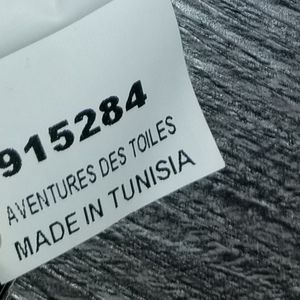 915284
AVENTURES DES TOILES
MADE IN TUNISIA